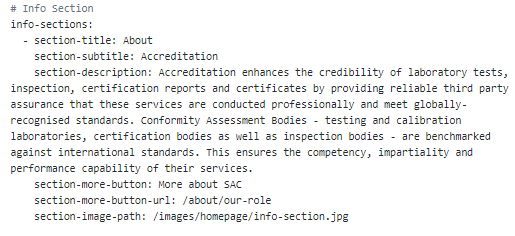 # Info Section
info-sections:
  - section-title: About
    section-subtitle: Accreditation
    section-description: Accreditation enhances the credibility of laboratory tests,
inspection, certification reports and certificates by providing reliable third party
assurance that these services are conducted professionally and meet globally-
recognised standards. Conformity Assessment Bodies - testing and calibration
laboratories, certification bodies as well as inspection bodies - are benchmarked
against international standards. This ensures the competency, impartiality and
performance capability of their services.
    section-more-button: More about SAC
    section-more-button-url: /about/our-role
    section-image-path: /images/homepage/info-section.jpg